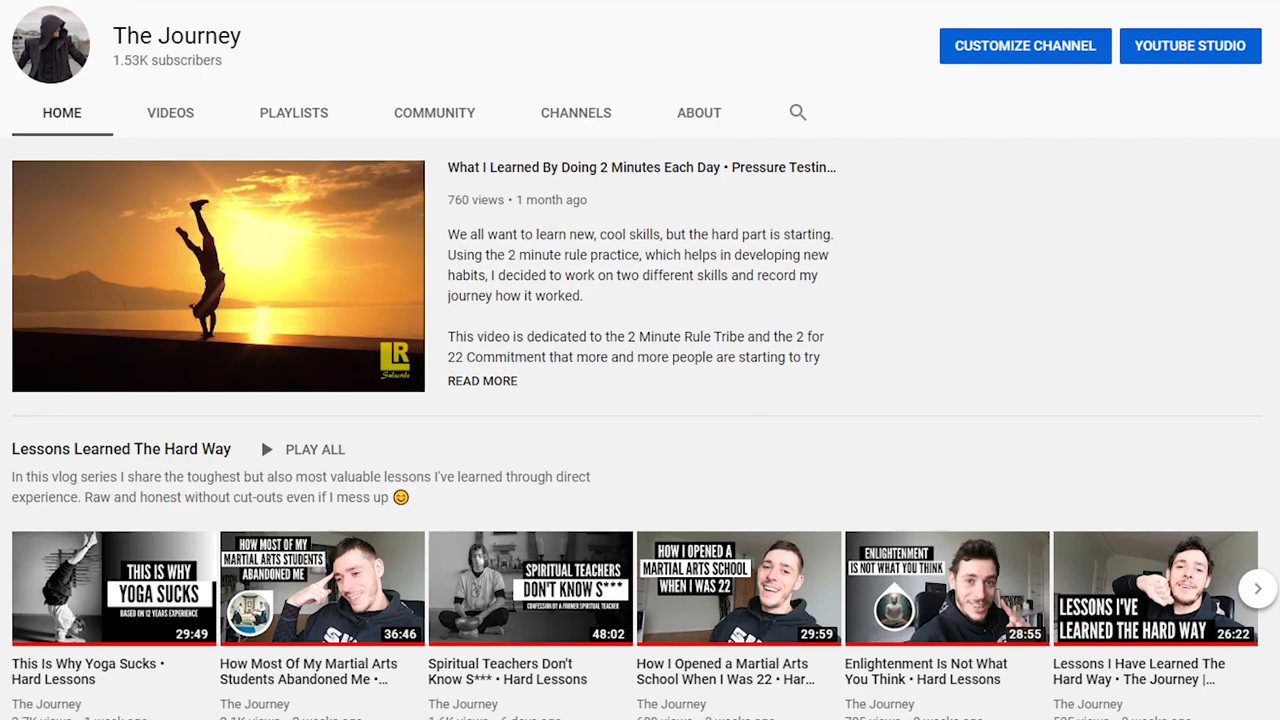 The Journey
1.53K subscribers
CUSTOMIZE CHANNEL
YOUTUBE STUDIO
HOME
VIDEOS
PLAYLISTS
COMMUNITY
CHANNELS
ABOUT
What I Learned By Doing 2 Minutes Each Day • Pressure Testin...
760 views • 1 month ago
We all want to learn new, cool skills, but the hard part is starting.
Using the 2 minute rule practice, which helps in developing new
habits, I decided to work on two different skills and record my
journey how it worked.
This video is dedicated to the 2 Minute Rule Tribe and the 2 for
22 Commitment that more and more people are starting to try
READ MORE
LR
Subscribe
Lessons Learned The Hard Way
PLAY ALL
In this vlog series I share the toughest but also most valuable lessons I've learned through direct
experience. Raw and honest without cut-outs even if I mess up 😊
THIS IS WHY
YOGA SUCKS
BASED ON 12 YEARS EXPERIENCE
29:49
HOW MOST OF MY
MARTIAL ARTS STUDENTS
ABANDONED ME
36:46
SPIRITUAL TEACHERS
DON'T KNOW S***
CONFESSION BY A FORMER SPIRITUAL TEACHER
48:02
HOW I OPENED A
MARTIAL ARTS SCHOOL
WHEN I WAS 22
29:59
ENLIGHTENMENT
IS NOT WHAT YOU THINK
28:55
LESSONS I'VE
LEARNED THE HARD WAY
26:22
This Is Why Yoga Sucks •
Hard Lessons
The Journey
How Most Of My Martial Arts
Students Abandoned Me •...
The Journey
Spiritual Teachers Don't
Know S*** • Hard Lessons
The Journey
How I Opened a Martial Arts
School When I Was 22 • Har...
The Journey
Enlightenment Is Not What
You Think • Hard Lessons
The Journey
Lessons I Have Learned The
Hard Way • The Journey |...
The Journey